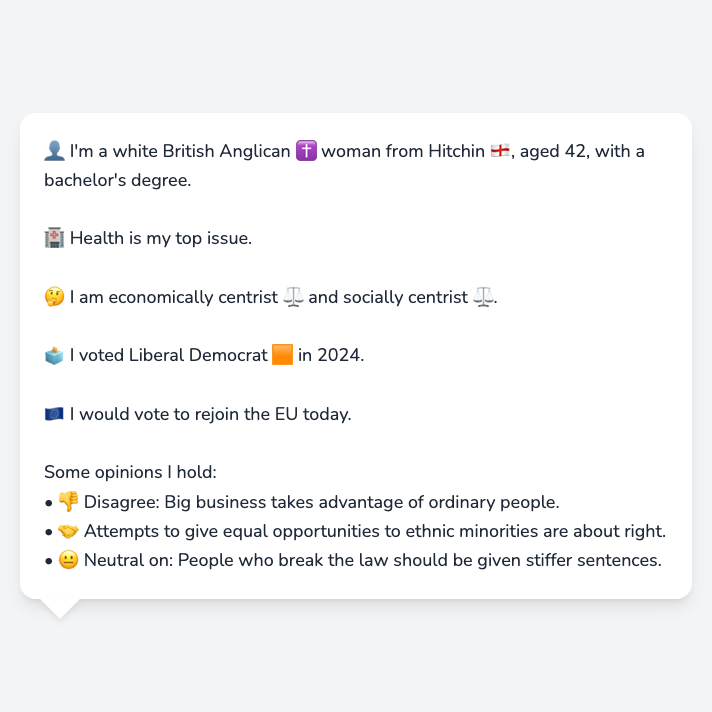 👤 I'm a white British Anglican ✝️ woman from Hitchin 🏴󠁧󠁢󠁥󠁮󠁧󠁿, aged 42, with a
bachelor's degree.
🏥 Health is my top issue.
🤔 I am economically centrist ⚖️ and socially centrist ⚖️.
🗳️ I voted Liberal Democrat 🟧 in 2024.
🇪🇺 I would vote to rejoin the EU today.
Some opinions I hold:
• 👎 Disagree: Big business takes advantage of ordinary people.
• 🤝 Attempts to give equal opportunities to ethnic minorities are about right.
• 😐 Neutral on: People who break the law should be given stiffer sentences.